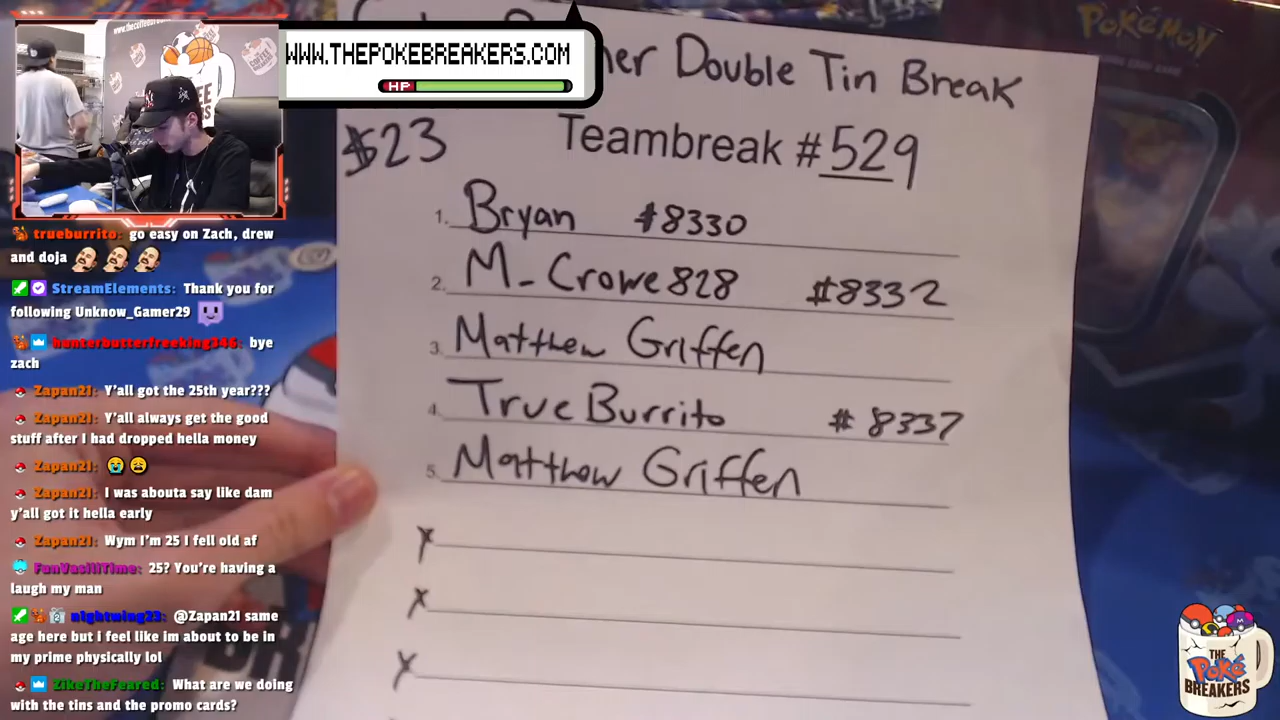 WWW.THEPOKEBREAKERS.COM
HP
Double Tin Break
$23
Teambreak #529
1. Bryan #8330
2. M_Crowe828 #8332
3. Matthew Griffen
4. TrueBurrito #8337
5. Matthew Griffen
x
x
x
POKÉMON
trueburrito: go easy on Zach, drew
and doja
StreamElements: Thank you for
following Unknow_Gamer29
hunterbutterfreeking346: bye
zach
Zapan21: Y'all got the 25th year???
Zapan21: Y'all always get the good
stuff after I had dropped hella money
Zapan21:
Zapan21: I was abouta say like dam
y'all got it hella early
Zapan21: Wym I'm 25 I fell old af
FunVasiliTime: 25? You're having a
laugh my man
n1ghtwing23: @Zapan21 same
age here but i feel like im about to be in
my prime physically lol
ZikeTheFeared: What are we doing
with the tins and the promo cards?
THE
Poké
BREAKERS